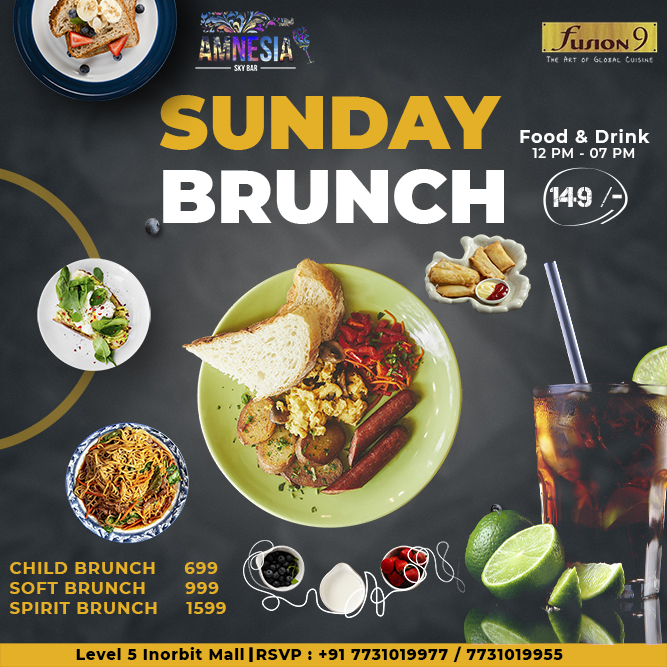 AMNESIA
SKY BAR
fusion 9
THE ART OF GLOBAL CUISINE
SUNDAY
BRUNCH
Food & Drink
12 PM - 07 PM
149 /-
CHILD BRUNCH 699
SOFT BRUNCH 999
SPIRIT BRUNCH 1599
Level 5 Inorbit Mall|RSVP : +91 7731019977 / 7731019955